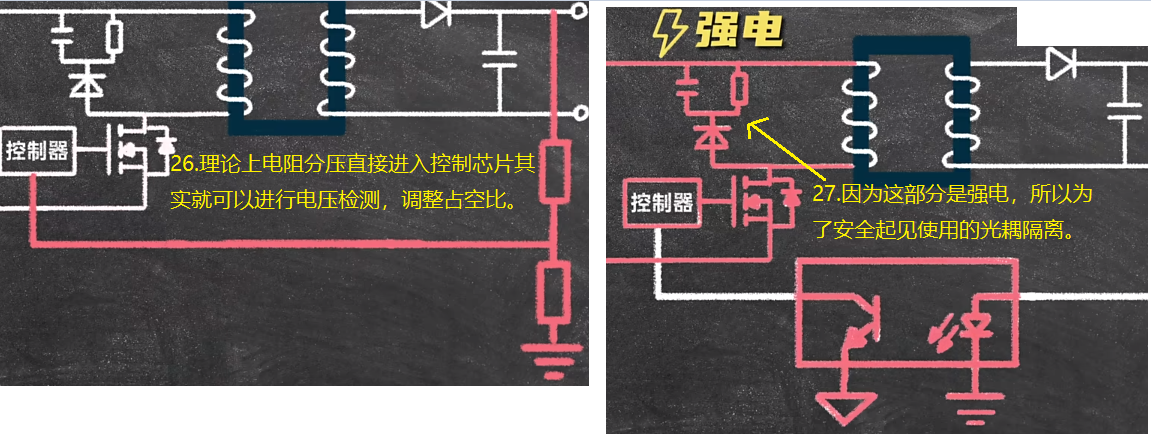 控制器
26.理论上电阻分压直接进入控制芯片其
实就可以进行电压检测，调整占空比。
强电
控制器
27.因为这部分是强电，所以为
了安全起见使用的光耦隔离。